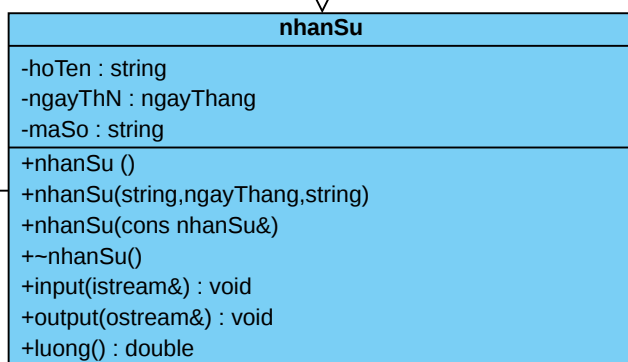 nhanSu
-hoTen : string
-ngayThN : ngayThang
-maSo : string
+nhanSu ()
+nhanSu(string,ngayThang,string)
+nhanSu(cons nhanSu&)
+~nhanSu()
+input(istream&) : void
+output(ostream&) : void
+luong() : double